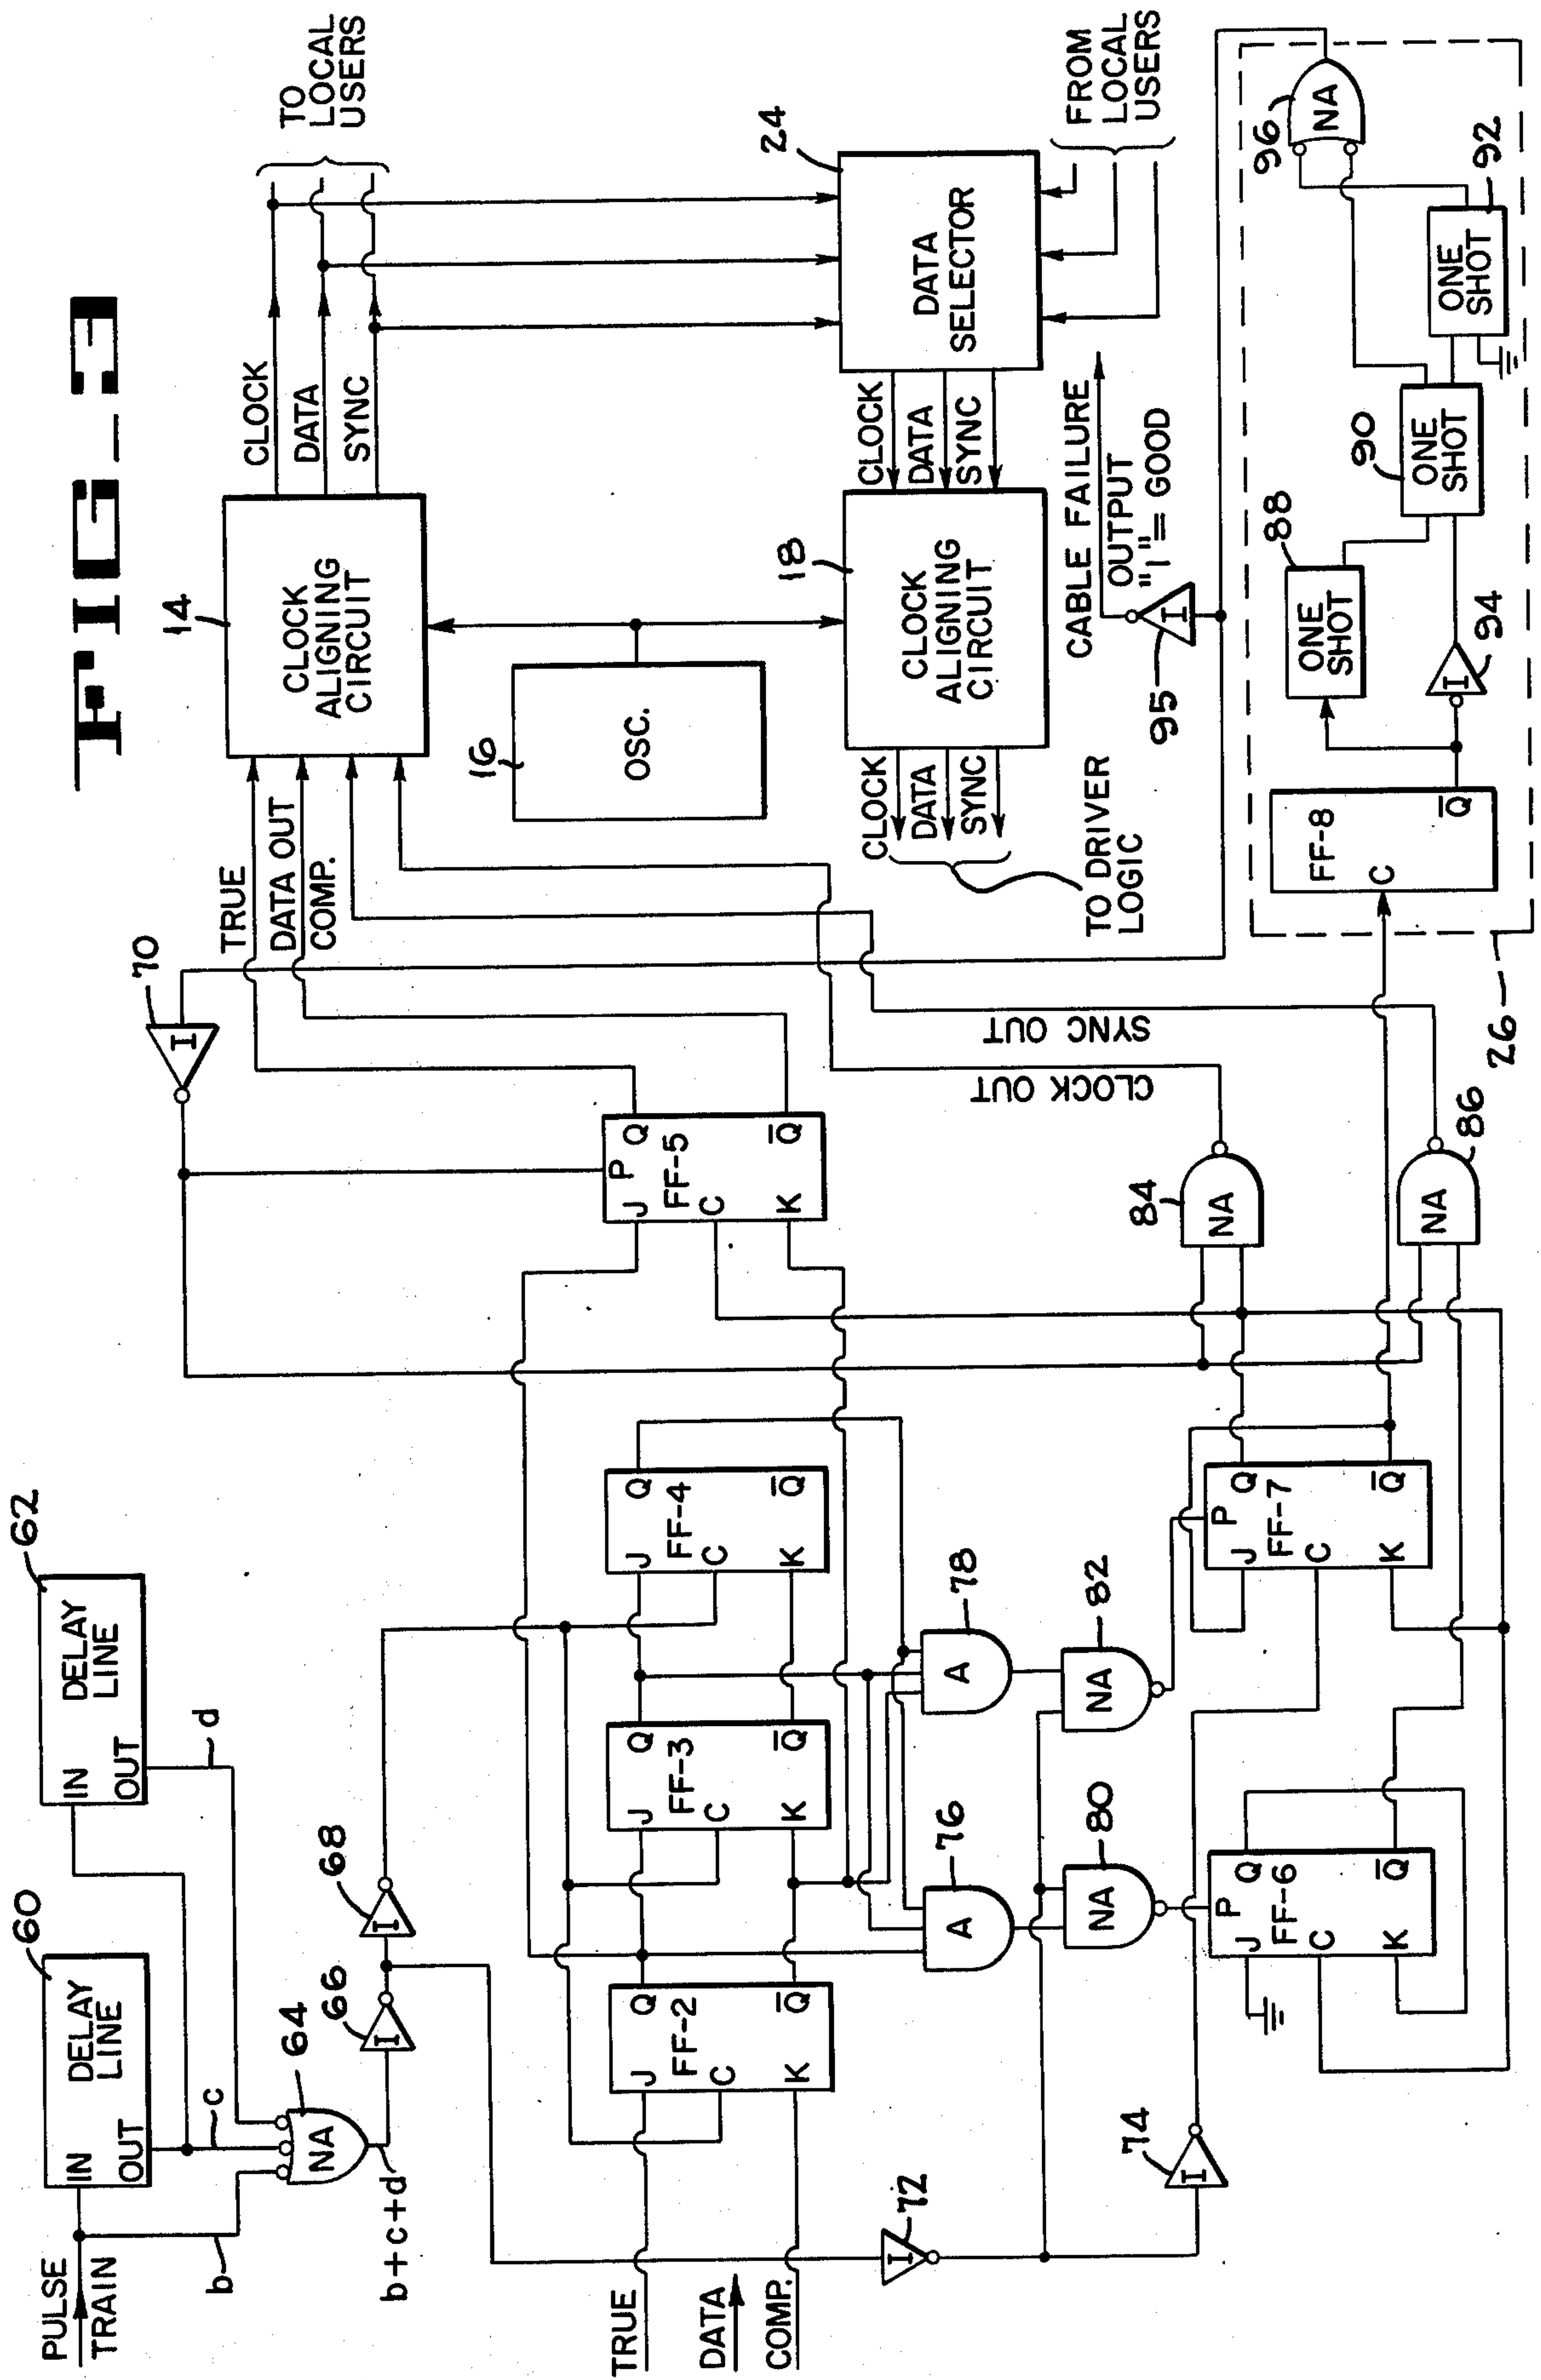 FIG_3
PULSE
TRAIN
60
DELAY
LINE
IN
OUT
62
DELAY
LINE
IN
OUT
b
c
d
64
NA
b+c+d
66
I
68
I
70
I
TRUE
DATA
COMP.
FF-2
J
C
K
Q
Q̅
FF-3
J
C
K
Q
Q̅
FF-4
J
C
K
Q
Q̅
FF-5
P
J
C
K
Q
Q̅
72
I
74
I
76
A
78
A
80
NA
82
NA
FF-6
P
J
C
K
Q
Q̅
FF-7
P
J
C
K
Q
Q̅
84
NA
86
NA
CLOCK OUT
SYNC OUT
TRUE
DATA OUT
COMP.
14
CLOCK
ALIGNING
CIRCUIT
CLOCK
DATA
SYNC
TO
LOCAL
USERS
16
OSC.
18
CLOCK
ALIGNING
CIRCUIT
CLOCK
DATA
SYNC
TO DRIVER
LOGIC
24
DATA
SELECTOR
CLOCK
DATA
SYNC
FROM
LOCAL
USERS
CABLE FAILURE
OUTPUT
"1"= GOOD
95
I
26
FF-8
C
Q̅
88
ONE
SHOT
94
I
90
ONE
SHOT
92
ONE
SHOT
96
NA